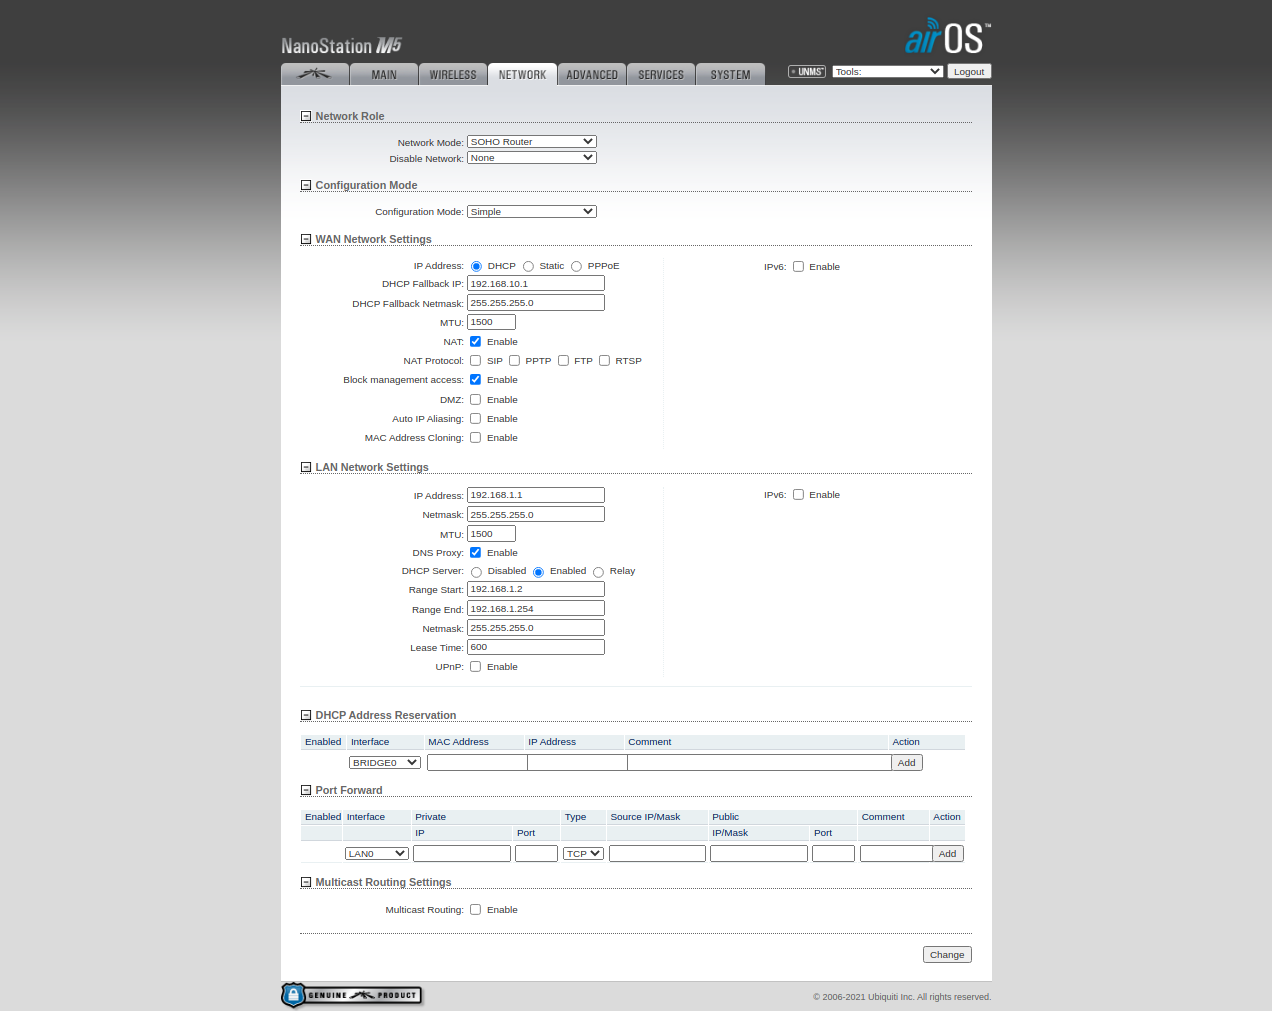 NanoStation M5
airOS™
MAIN WIRELESS NETWORK ADVANCED SERVICES SYSTEM UNMS™ Tools: Logout
Network Role
Network Mode: SOHO Router
Disable Network: None
Configuration Mode
Configuration Mode: Simple
WAN Network Settings
IP Address: DHCP Static PPPoE IPv6: Enable
DHCP Fallback IP: 192.168.10.1
DHCP Fallback Netmask: 255.255.255.0
MTU: 1500
NAT: Enable
NAT Protocol: SIP PPTP FTP RTSP
Block management access: Enable
DMZ: Enable
Auto IP Aliasing: Enable
MAC Address Cloning: Enable
LAN Network Settings
IP Address: 192.168.1.1 IPv6: Enable
Netmask: 255.255.255.0
MTU: 1500
DNS Proxy: Enable
DHCP Server: Disabled Enabled Relay
Range Start: 192.168.1.2
Range End: 192.168.1.254
Netmask: 255.255.255.0
Lease Time: 600
UPnP: Enable
DHCP Address Reservation
Enabled Interface MAC Address IP Address Comment Action
BRIDGE0 Add
Port Forward
Enabled Interface Private Type Source IP/Mask Public Comment Action
IP Port IP/Mask Port
LAN0 TCP Add
Multicast Routing Settings
Multicast Routing: Enable
Change
GENUINE PRODUCT © 2006-2021 Ubiquiti Inc. All rights reserved.